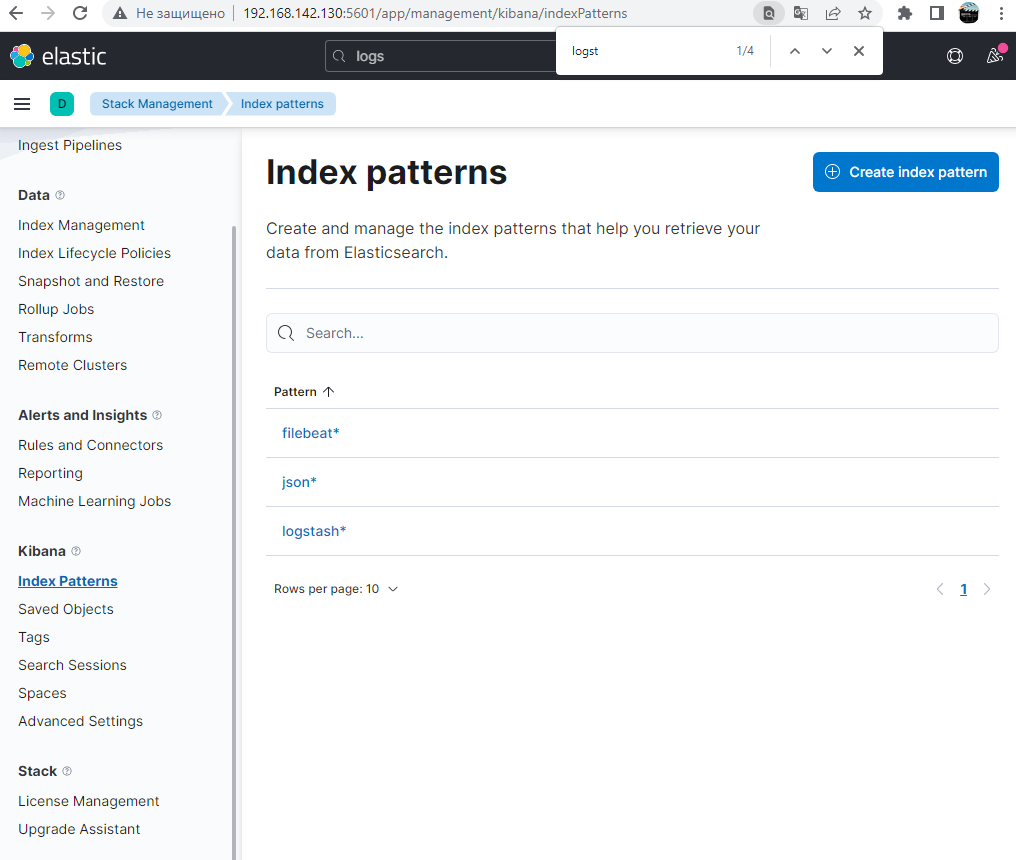 Не защищено
192.168.142.130:5601/app/management/kibana/indexPatterns
elastic
logs
logst
1/4
D
Stack Management
Index patterns
Ingest Pipelines
Data
Index Management
Index Lifecycle Policies
Snapshot and Restore
Rollup Jobs
Transforms
Remote Clusters
Alerts and Insights
Rules and Connectors
Reporting
Machine Learning Jobs
Kibana
Index Patterns
Saved Objects
Tags
Search Sessions
Spaces
Advanced Settings
Stack
License Management
Upgrade Assistant
Index patterns
Create index pattern
Create and manage the index patterns that help you retrieve your
data from Elasticsearch.
Search...
Pattern
filebeat*
json*
logstash*
Rows per page: 10
1